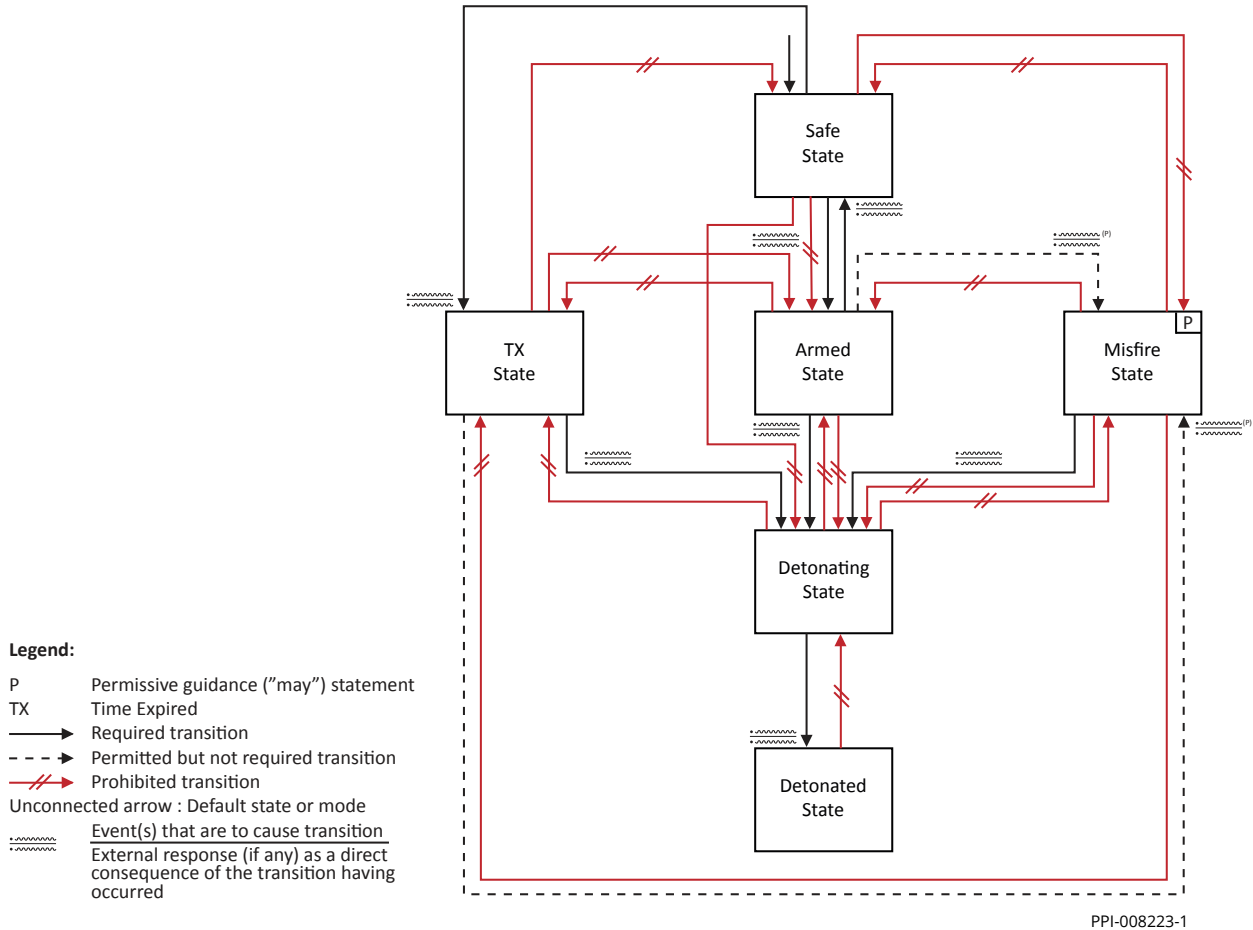 Safe
State
(P)
TX
State
Armed
State
P
Misfire
State
(P)
Detonating
State
Detonated
State
Legend:
P Permissive guidance (”may”) statement
TX Time Expired
Required transition
Permitted but not required transition
Prohibited transition
Unconnected arrow : Default state or mode
Event(s) that are to cause transition
External response (if any) as a direct
consequence of the transition having
occurred
PPI-008223-1